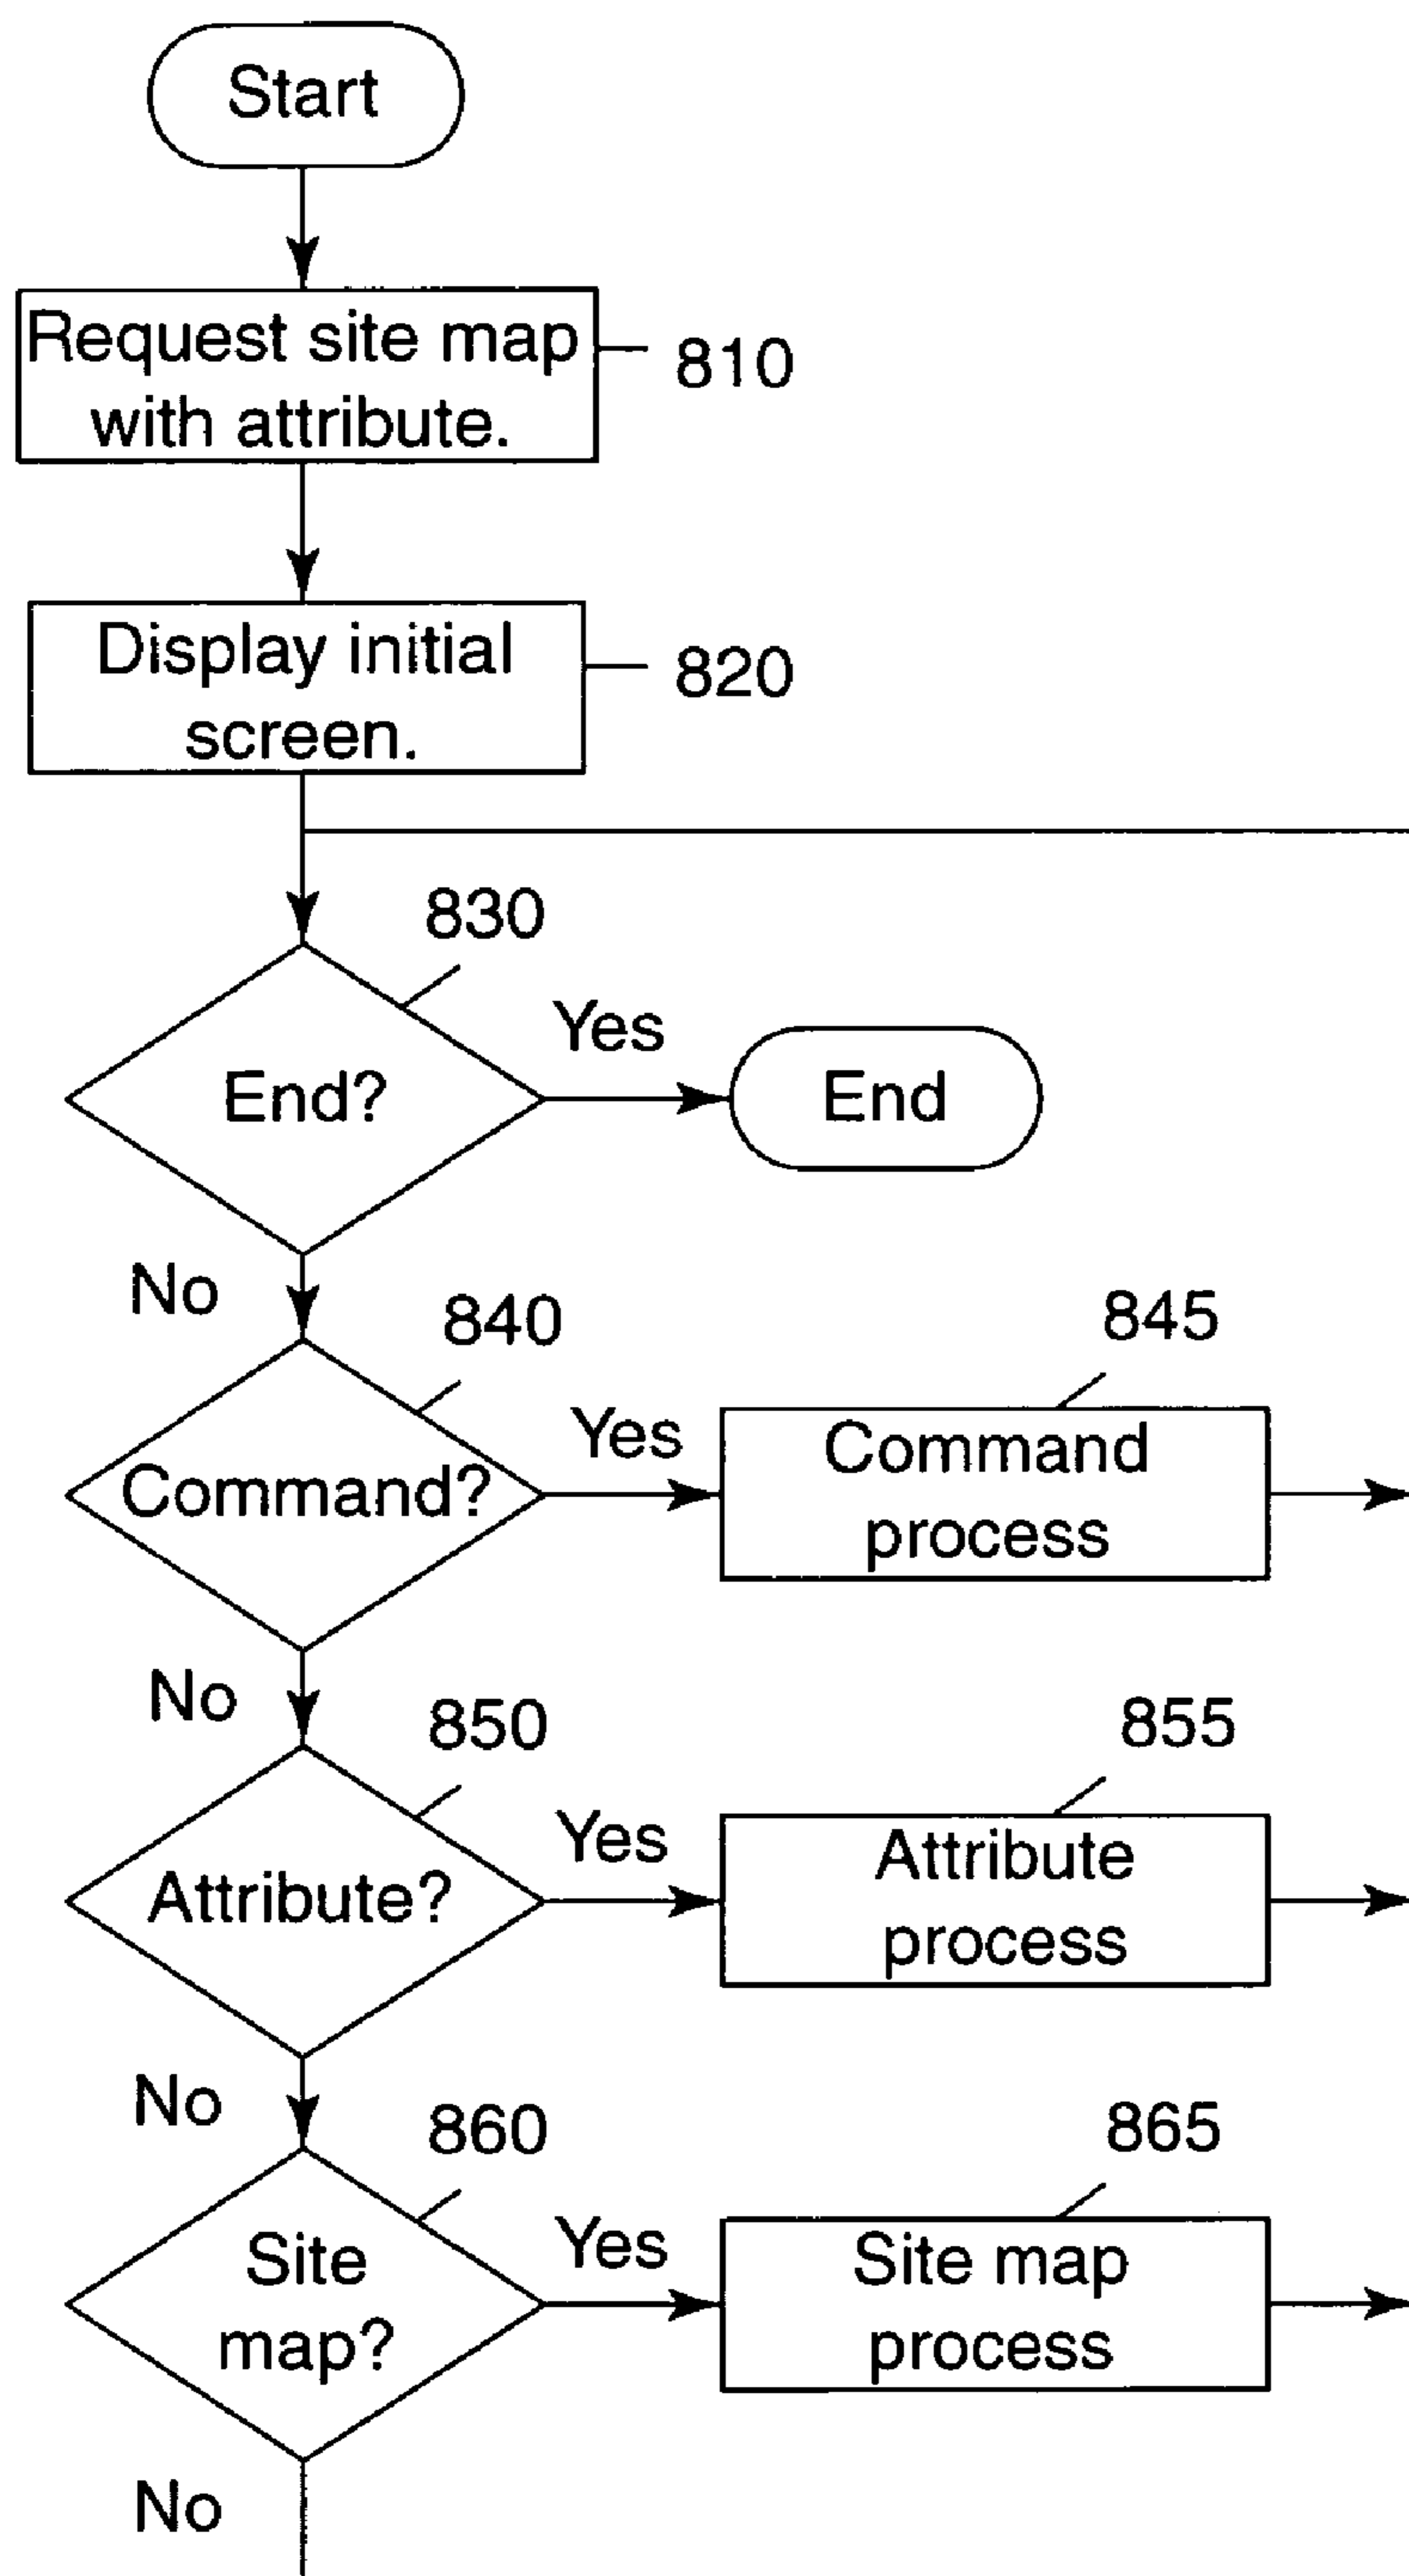 Start
Request site map
with attribute.
810
Display initial
screen.
820
830
End?
Yes
End
No
840
Command?
Yes
845
Command
process
No
850
Attribute?
Yes
855
Attribute
process
No
860
Site
map?
Yes
865
Site map
process
No